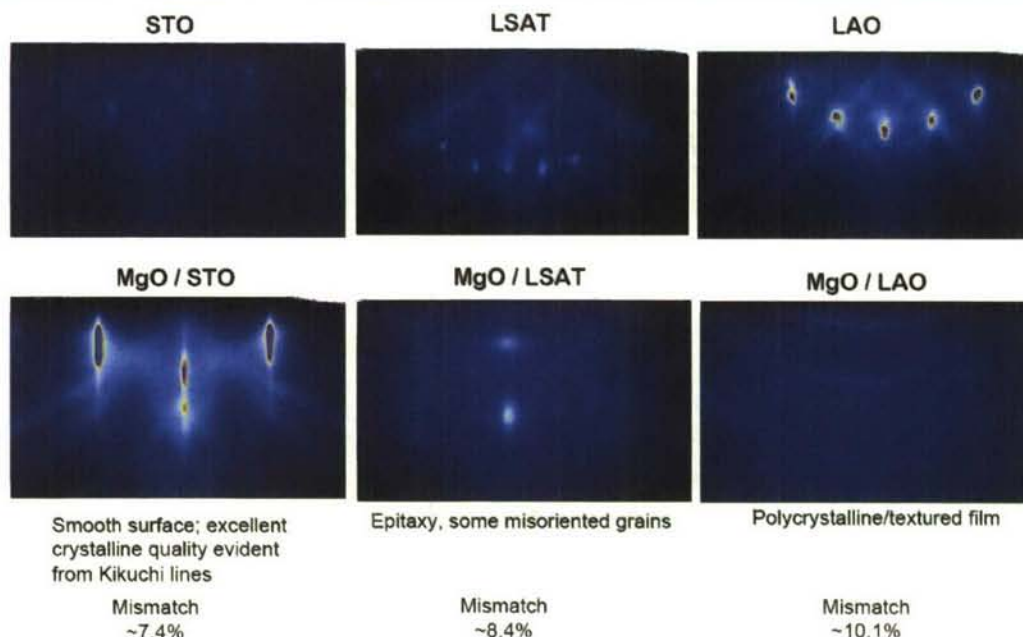 STO
LSAT
LAO
MgO / STO
MgO / LSAT
MgO / LAO
Smooth surface; excellent
crystalline quality evident
from Kikuchi lines
Epitaxy, some misoriented grains
Polycrystalline/textured film
Mismatch
~7.4%
Mismatch
~8.4%
Mismatch
~10.1%